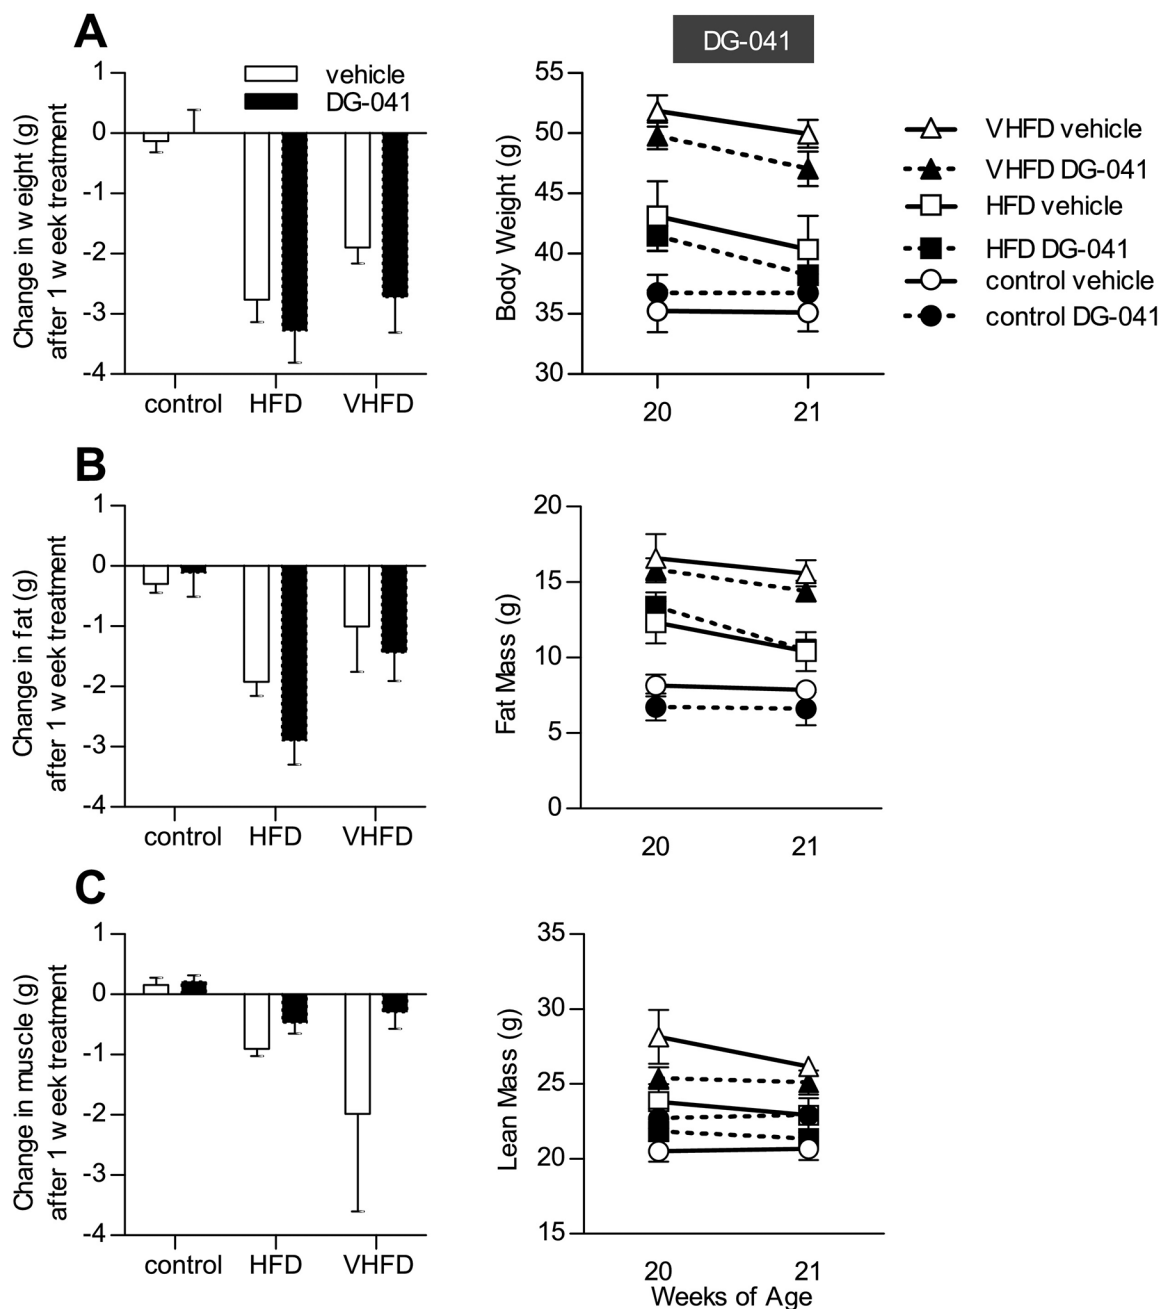 A
DG-041
Change in weight (g)
after 1 week treatment
1
0
-1
-2
-3
-4
vehicle
DG-041
control
HFD
VHFD
Body Weight (g)
55
50
45
40
35
30
20
21
VHFD vehicle
VHFD DG-041
HFD vehicle
HFD DG-041
control vehicle
control DG-041
B
Change in fat (g)
after 1 week treatment
1
0
-1
-2
-3
-4
control
HFD
VHFD
Fat Mass (g)
20
15
10
5
0
20
21
C
Change in muscle (g)
after 1 week treatment
1
0
-1
-2
-3
-4
control
HFD
VHFD
Lean Mass (g)
35
30
25
20
15
20
21
Weeks of Age